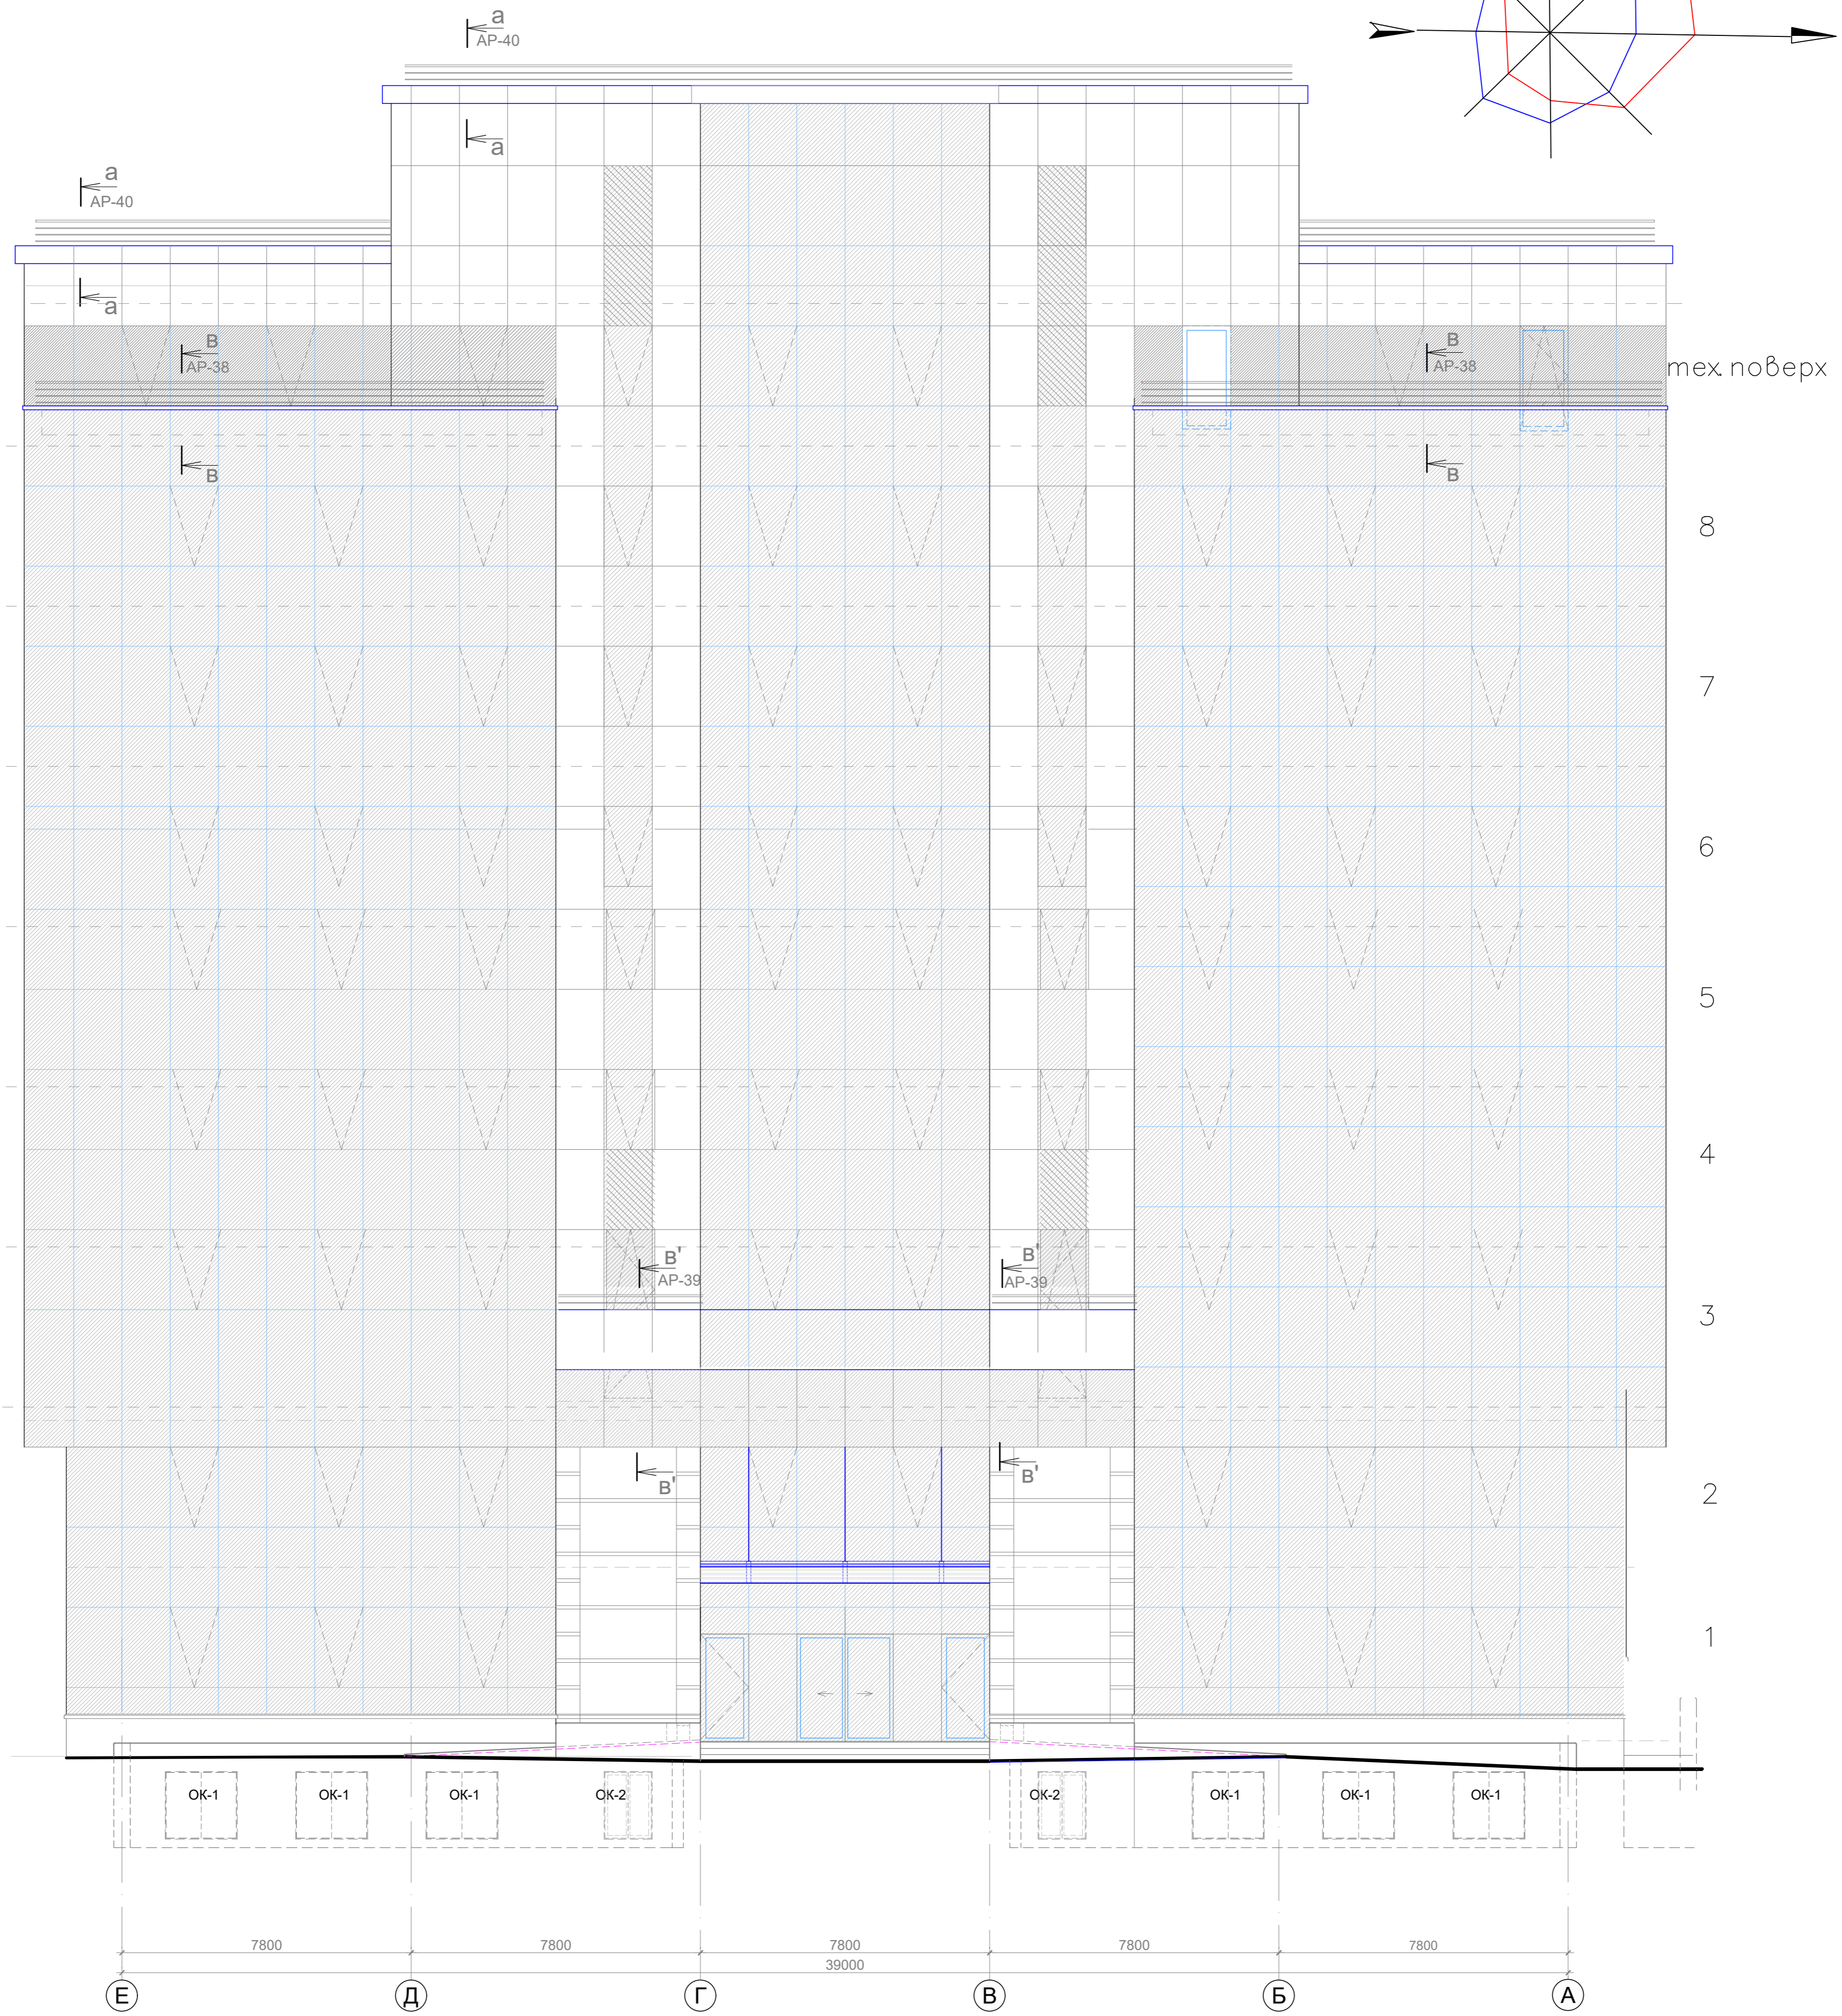 а
АР-40
а
а
АР-40
а
В
АР-38
В
АР-38
тех.поверх
В
В
8
7
6
5
4
В'
АР-39
В'
АР-39
3
В'
В'
2
1
ОК-1
ОК-1
ОК-1
ОК-2
ОК-2
ОК-1
ОК-1
ОК-1
7800
7800
7800
7800
7800
39000
Е
Д
Г
В
Б
А